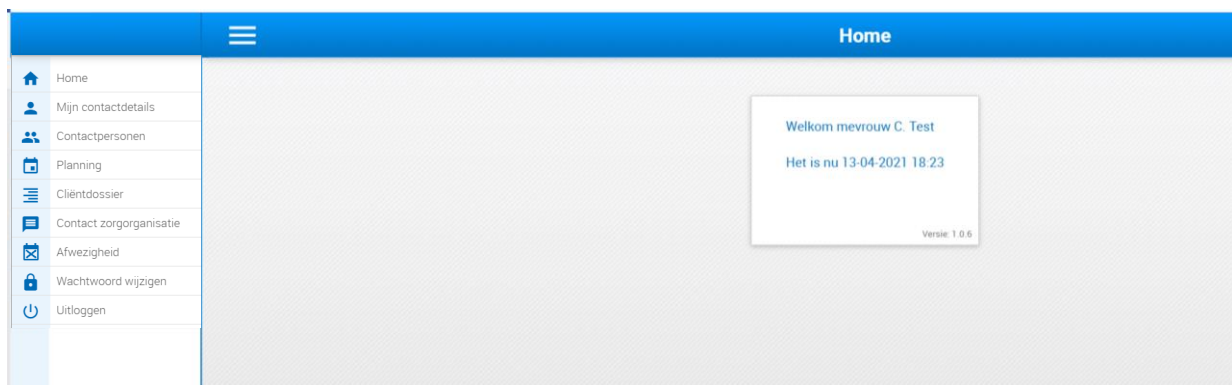 Home
Home
Mijn contactdetails
Contactpersonen
Planning
Cliëntdossier
Contact zorgorganisatie
Afwezigheid
Wachtwoord wijzigen
Uitloggen
Welkom mevrouw C. Test
Het is nu 13-04-2021 18:23
Versie: 1.0.6